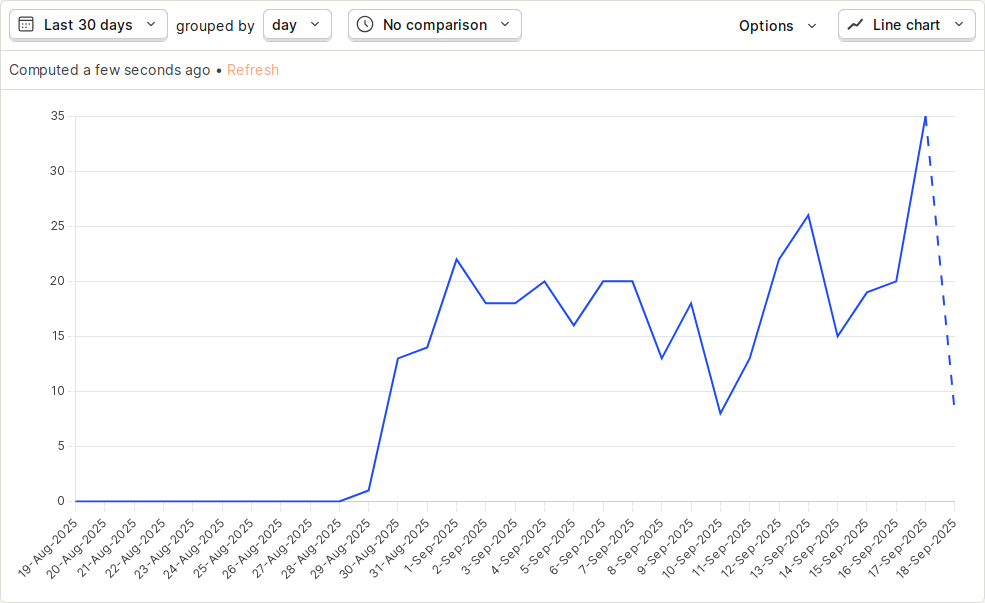 Last 30 days grouped by day No comparison Options Line chart
Computed a few seconds ago • Refresh
35
30
25
20
15
10
5
0
19-Aug-2025
20-Aug-2025
21-Aug-2025
22-Aug-2025
23-Aug-2025
24-Aug-2025
25-Aug-2025
26-Aug-2025
27-Aug-2025
28-Aug-2025
29-Aug-2025
30-Aug-2025
31-Aug-2025
1-Sep-2025
2-Sep-2025
3-Sep-2025
4-Sep-2025
5-Sep-2025
6-Sep-2025
7-Sep-2025
8-Sep-2025
9-Sep-2025
10-Sep-2025
11-Sep-2025
12-Sep-2025
13-Sep-2025
14-Sep-2025
15-Sep-2025
16-Sep-2025
17-Sep-2025
18-Sep-2025